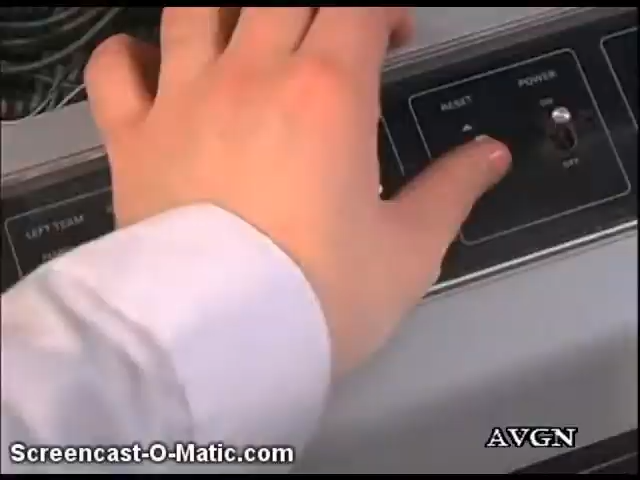 POWER
RESET
ON
OFF
LEFT TEAM
AVGN
Screencast-O-Matic.com